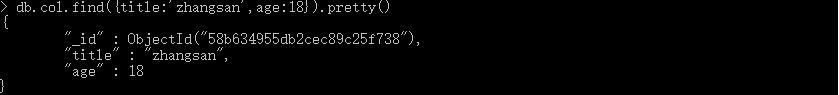 > db.col.find({title:'zhangsan',age:18}).pretty()
{
"_id" : ObjectId("58b634955db2cec89c25f738"),
"title" : "zhangsan",
"age" : 18
}